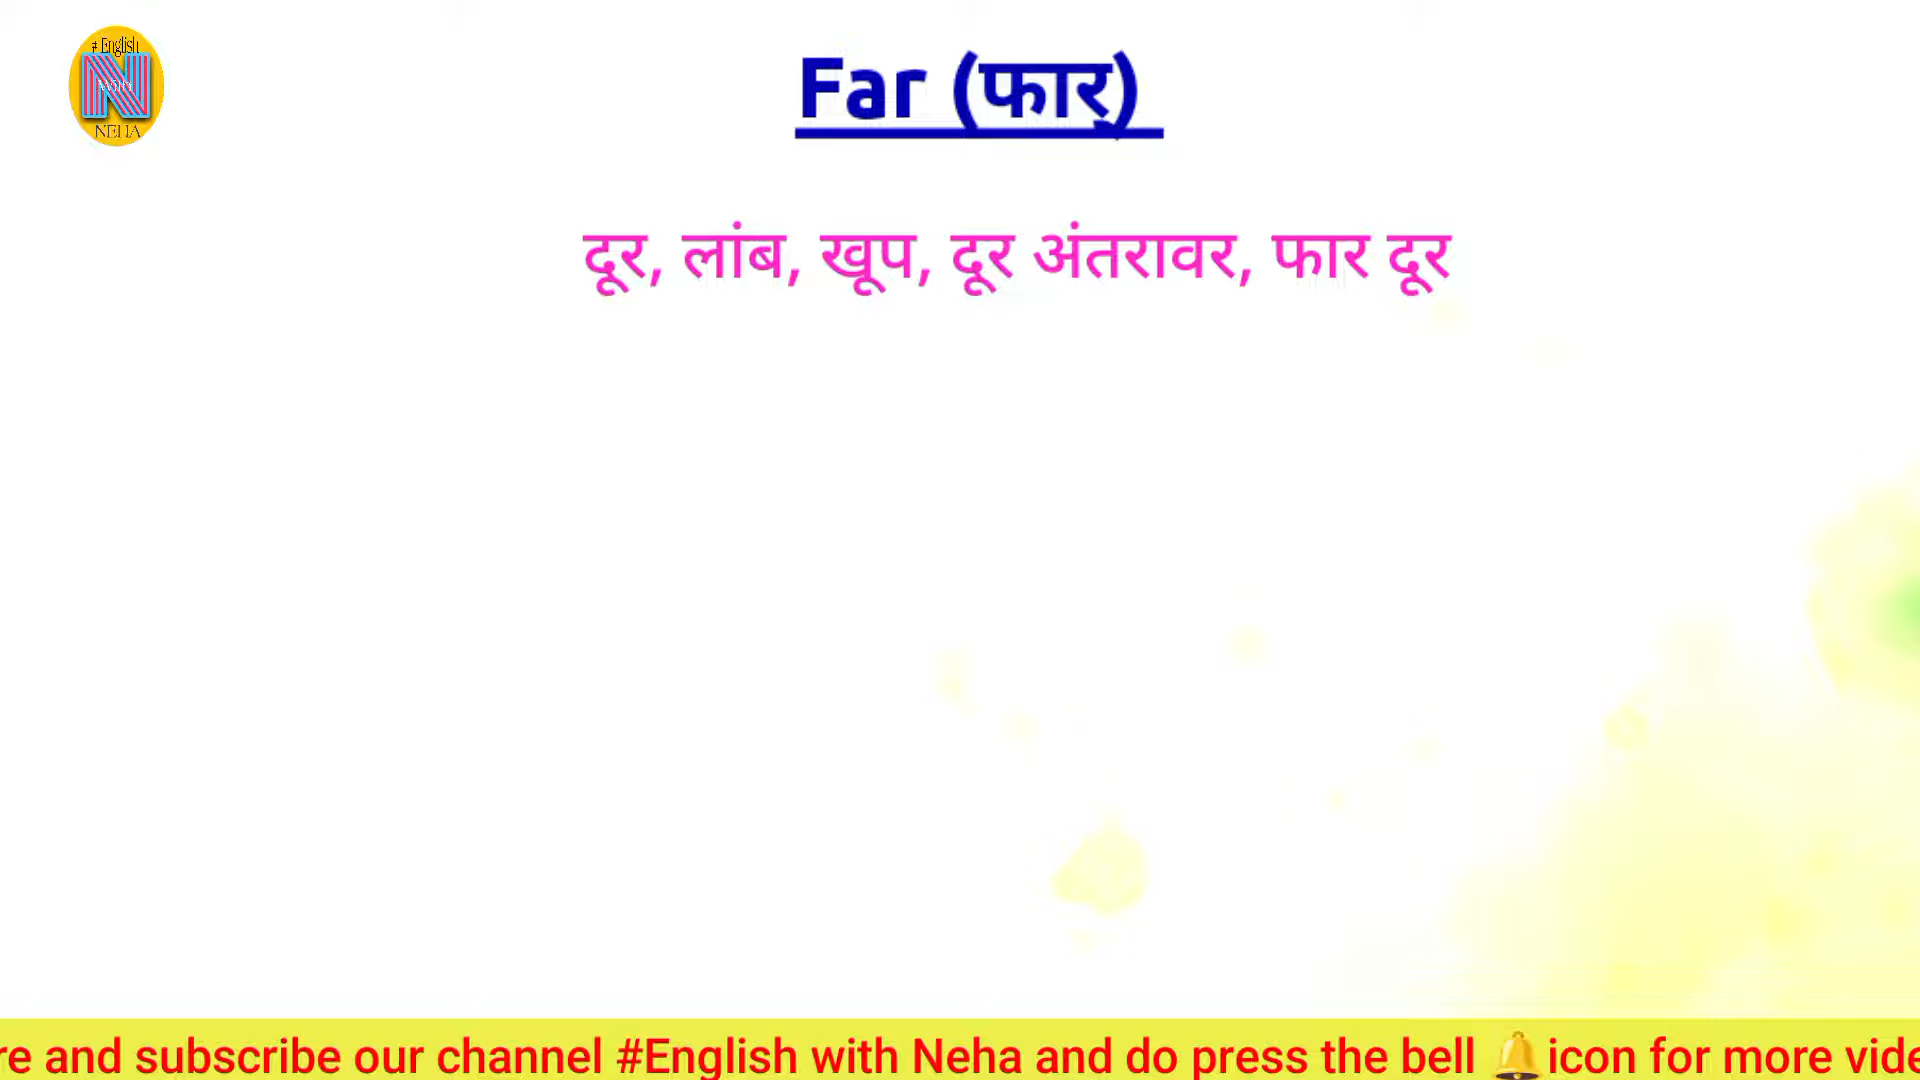 # English
With
NEHA
Far (फार्)
दूर, लांब, खूप, दूर अंतरावर, फार दूर
re and subscribe our channel #English with Neha and do press the bell 🔔icon for more vide